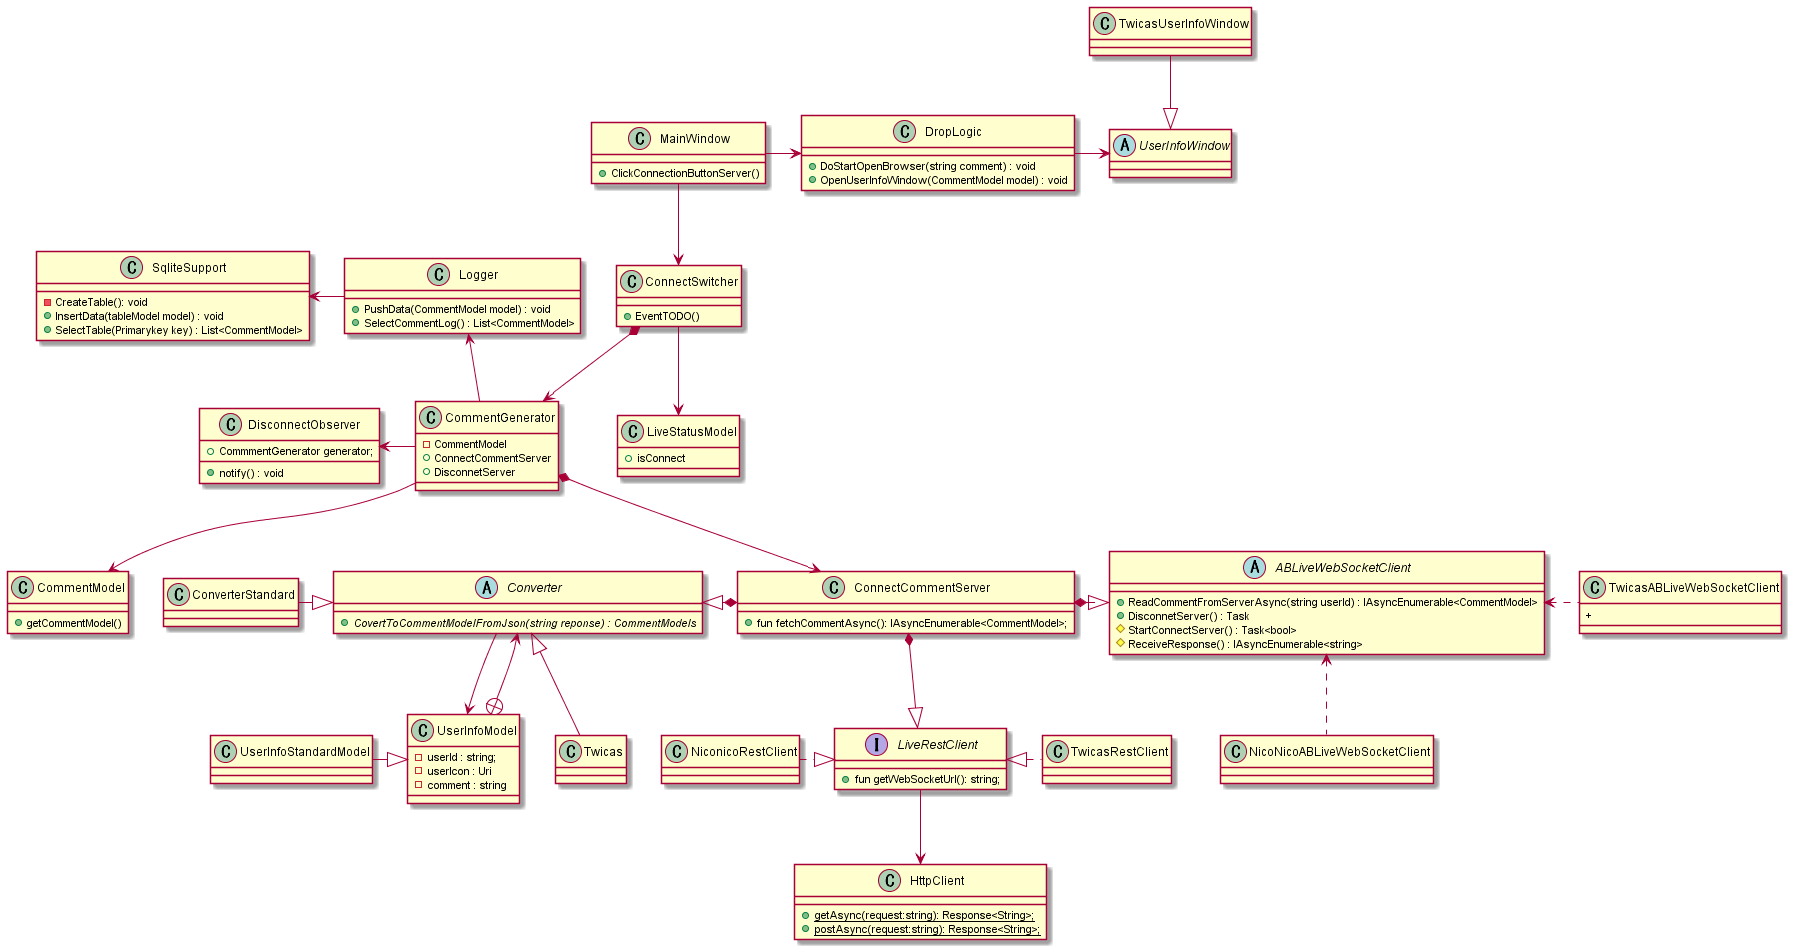 C TwicasUserInfoWindow
C MainWindow
ClickConnectionButtonServer()
C DropLogic
DoStartOpenBrowser(string comment) : void
OpenUserInfoWindow(CommentModel model) : void
A UserInfoWindow
C SqliteSupport
CreateTable(): void
InsertData(tableModel model) : void
SelectTable(Primarykey key) : List<CommentModel>
C Logger
PushData(CommentModel model) : void
SelectCommentLog() : List<CommentModel>
C ConnectSwitcher
EventTODO()
C DisconnectObserver
CommmentGenerator generator;
notify() : void
C CommentGenerator
CommentModel
ConnectCommentServer
DisconnetServer
C LiveStatusModel
isConnect
C CommentModel
getCommentModel()
C ConverterStandard
A Converter
CovertToCommentModelFromJson(string reponse) : CommentModels
C ConnectCommentServer
fun fetchCommentAsync(): IAsyncEnumerable<CommentModel>;
A ABLiveWebSocketClient
ReadCommentFromServerAsync(string userId) : IAsyncEnumerable<CommentModel>
DisconnetServer() : Task
StartConnectServer() : Task<bool>
ReceiveResponse() : IAsyncEnumerable<string>
C TwicasABLiveWebSocketClient
+
C UserInfoStandardModel
C UserInfoModel
userId : string;
userIcon : Uri
comment : string
C Twicas
C NiconicoRestClient
I LiveRestClient
fun getWebSocketUrl(): string;
C TwicasRestClient
C NicoNicoABLiveWebSocketClient
C HttpClient
getAsync(request:string): Response<String>;
postAsync(request:string): Response<String>;